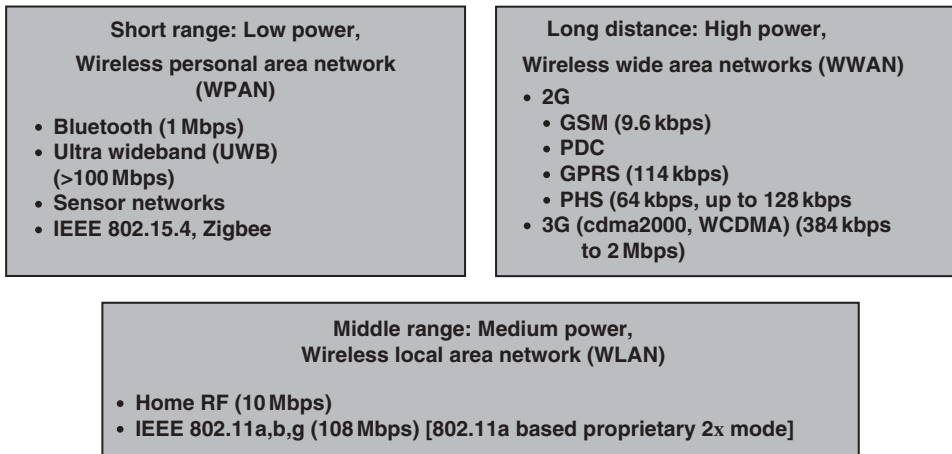 Short range: Low power,
Wireless personal area network
(WPAN)
• Bluetooth (1 Mbps)
• Ultra wideband (UWB)
(>100 Mbps)
• Sensor networks
• IEEE 802.15.4, Zigbee
Long distance: High power,
Wireless wide area networks (WWAN)
• 2G
• GSM (9.6 kbps)
• PDC
• GPRS (114 kbps)
• PHS (64 kbps, up to 128 kbps
• 3G (cdma2000, WCDMA) (384 kbps
to 2 Mbps)
Middle range: Medium power,
Wireless local area network (WLAN)
• Home RF (10 Mbps)
• IEEE 802.11a,b,g (108 Mbps) [802.11a based proprietary 2x mode]